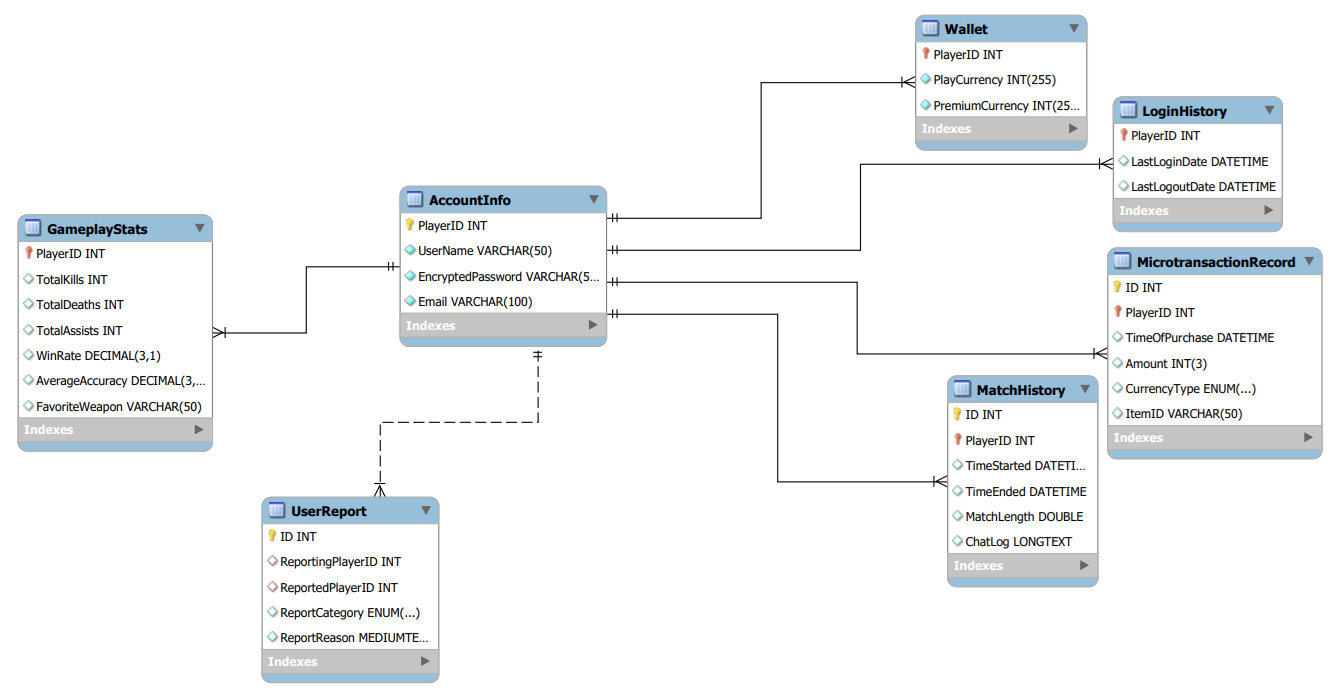 Wallet
PlayerID INT
PlayCurrency INT(255)
PremiumCurrency INT(25...
Indexes
LoginHistory
PlayerID INT
LastLoginDate DATETIME
LastLogoutDate DATETIME
Indexes
AccountInfo
PlayerID INT
UserName VARCHAR(50)
EncryptedPassword VARCHAR(5...
Email VARCHAR(100)
Indexes
GameplayStats
PlayerID INT
TotalKills INT
TotalDeaths INT
TotalAssists INT
WinRate DECIMAL(3,1)
AverageAccuracy DECIMAL(3,...
FavoriteWeapon VARCHAR(50)
Indexes
MicrotransactionRecord
ID INT
PlayerID INT
TimeOfPurchase DATETIME
Amount INT(3)
CurrencyType ENUM(...)
ItemID VARCHAR(50)
Indexes
MatchHistory
ID INT
PlayerID INT
TimeStarted DATETI...
TimeEnded DATETIME
MatchLength DOUBLE
ChatLog LONGTEXT
Indexes
UserReport
ID INT
ReportingPlayerID INT
ReportedPlayerID INT
ReportCategory ENUM(...)
ReportReason MEDIUMTE...
Indexes